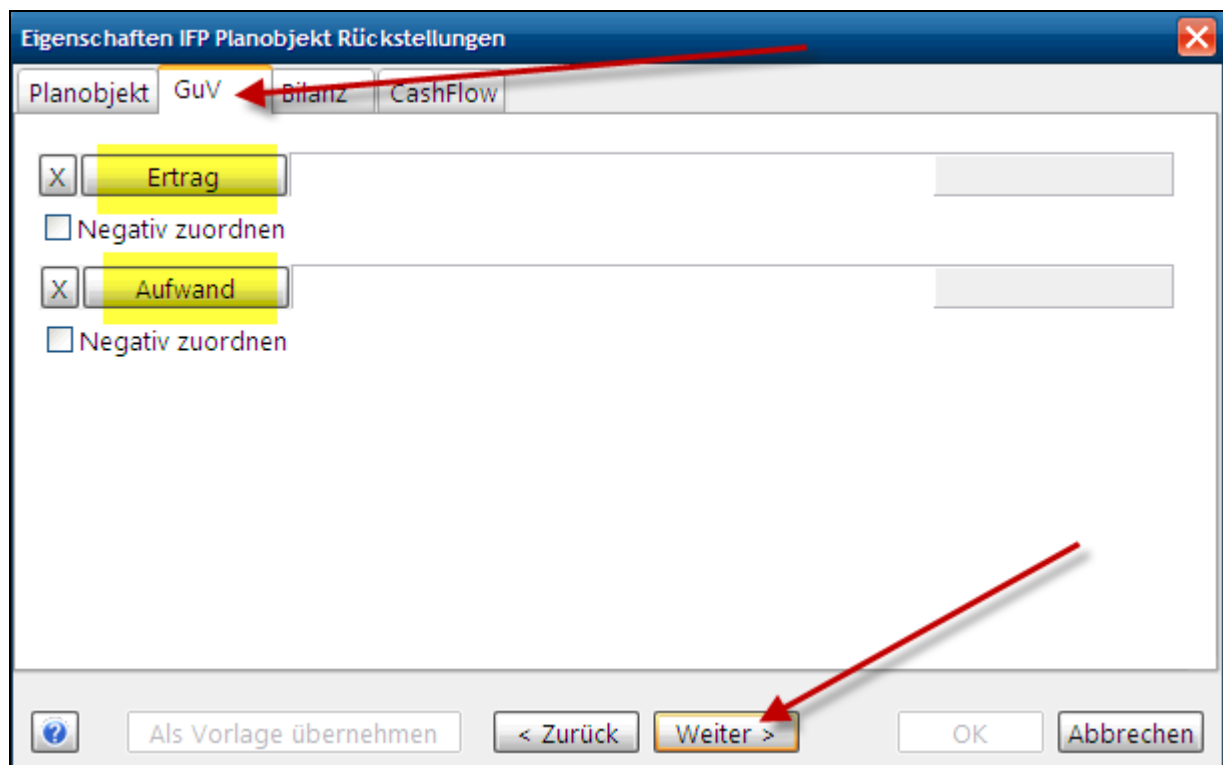 Eigenschaften IFP Planobjekt Rückstellungen
Planobjekt GuV Bilanz CashFlow
X Ertrag
Negativ zuordnen
X Aufwand
Negativ zuordnen
? Als Vorlage übernehmen < Zurück Weiter > OK Abbrechen